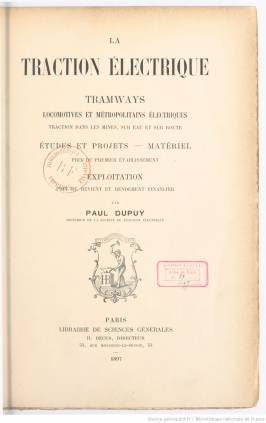 LA
TRACTION ÉLECTRIQUE
TRAMWAYS
LOCOMOTIVES ET MÉTROPOLITAINS ÉLECTRIQUES
TRACTION DANS LES MINES, SUR EAU ET SUR ROUTE
ÉTUDES ET PROJETS — MATÉRIEL
PRIX DE PREMIER ÉTABLISSEMENT
EXPLOITATION
PRIX DE REVIENT ET RENDEMENT FINANCIER
PAR
PAUL DUPUY
PARIS
LIBRAIRIE DE SCIENCES GÉNÉRALES
DIRECTEUR
1897
Source gallica.bnf.fr / Bibliothèque nationale de France